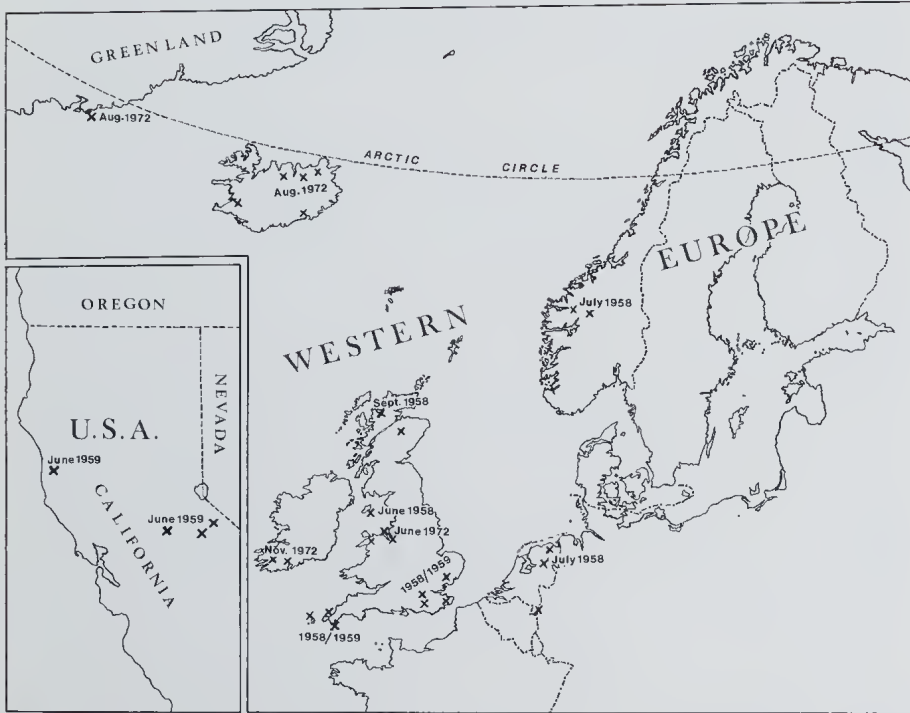 GREENLAND
Aug. 1972
ARCTIC CIRCLE
Aug. 1972
EUROPE
July 1958
WESTERN
Sept. 1958
June 1958
June 1972
Nov. 1972
1958/1959
July 1958
1958/1959
OREGON
NEVADA
U.S.A.
June 1959
CALIFORNIA
June 1959